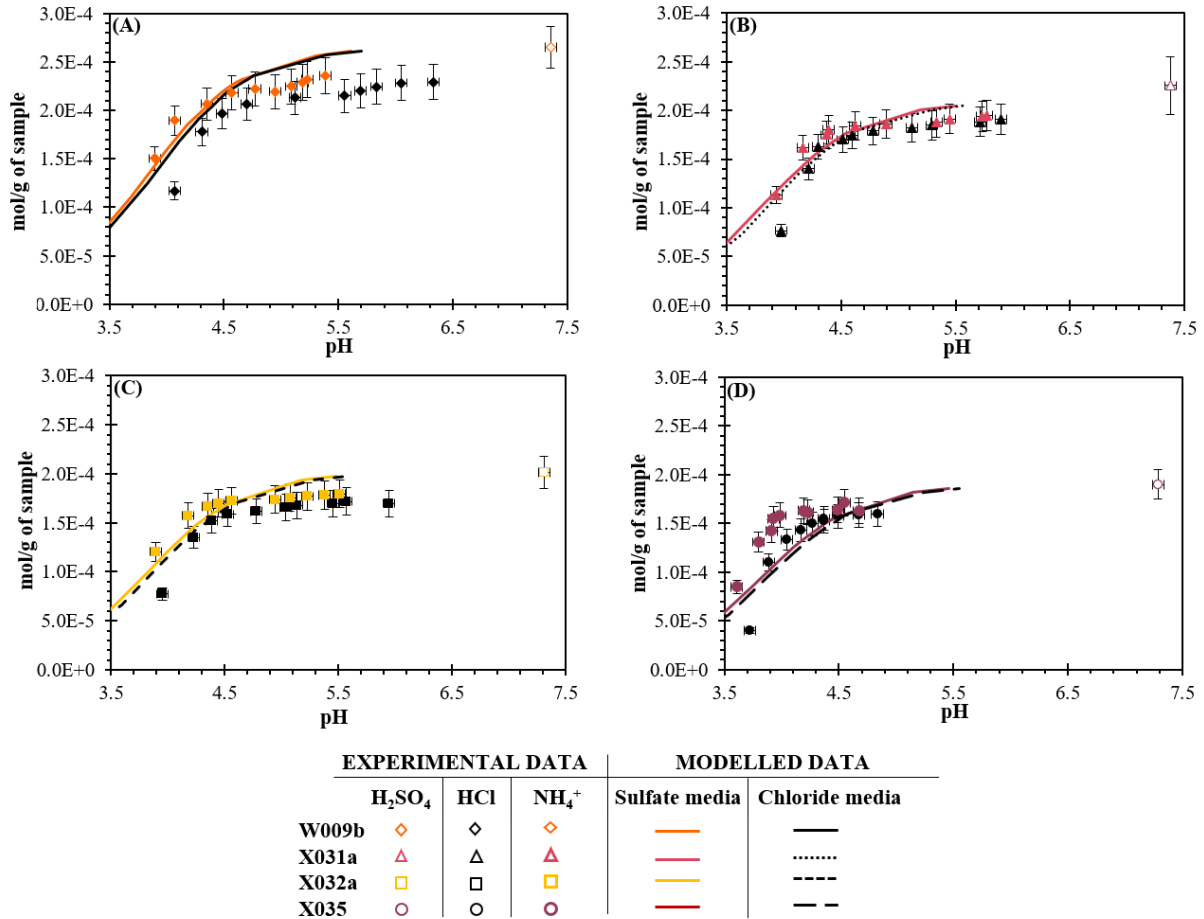 (A)
mol/g of sample
3.0E-4
2.5E-4
2.0E-4
1.5E-4
1.0E-4
5.0E-5
0.0E+0
3.5 4.5 5.5 6.5 7.5
pH
(B)
mol/g of sample
3.0E-4
2.5E-4
2.0E-4
1.5E-4
1.0E-4
5.0E-5
0.0E+0
3.5 4.5 5.5 6.5 7.5
pH
(C)
mol/g of sample
3.0E-4
2.5E-4
2.0E-4
1.5E-4
1.0E-4
5.0E-5
0.0E+0
3.5 4.5 5.5 6.5 7.5
pH
(D)
mol/g of sample
3.0E-4
2.5E-4
2.0E-4
1.5E-4
1.0E-4
5.0E-5
0.0E+0
3.5 4.5 5.5 6.5 7.5
pH
EXPERIMENTAL DATA MODELLED DATA
H₂SO₄ HCl NH₄⁺ Sulfate media Chloride media
W009b
X031a
X032a
X035